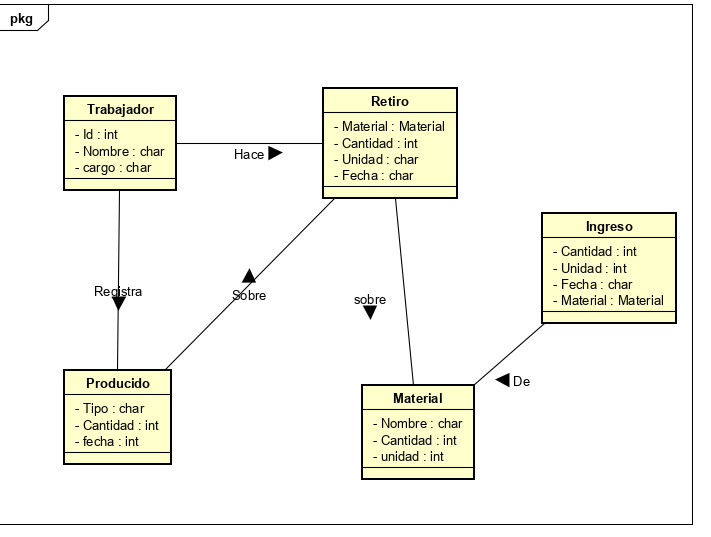 pkg
Trabajador
- Id : int
- Nombre : char
- cargo : char
Hace
Retiro
- Material : Material
- Cantidad : int
- Unidad : char
- Fecha : char
Ingreso
- Cantidad : int
- Unidad : int
- Fecha : char
- Material : Material
Registra
Sobre
sobre
De
Producido
- Tipo : char
- Cantidad : int
- fecha : int
Material
- Nombre : char
- Cantidad : int
- unidad : int